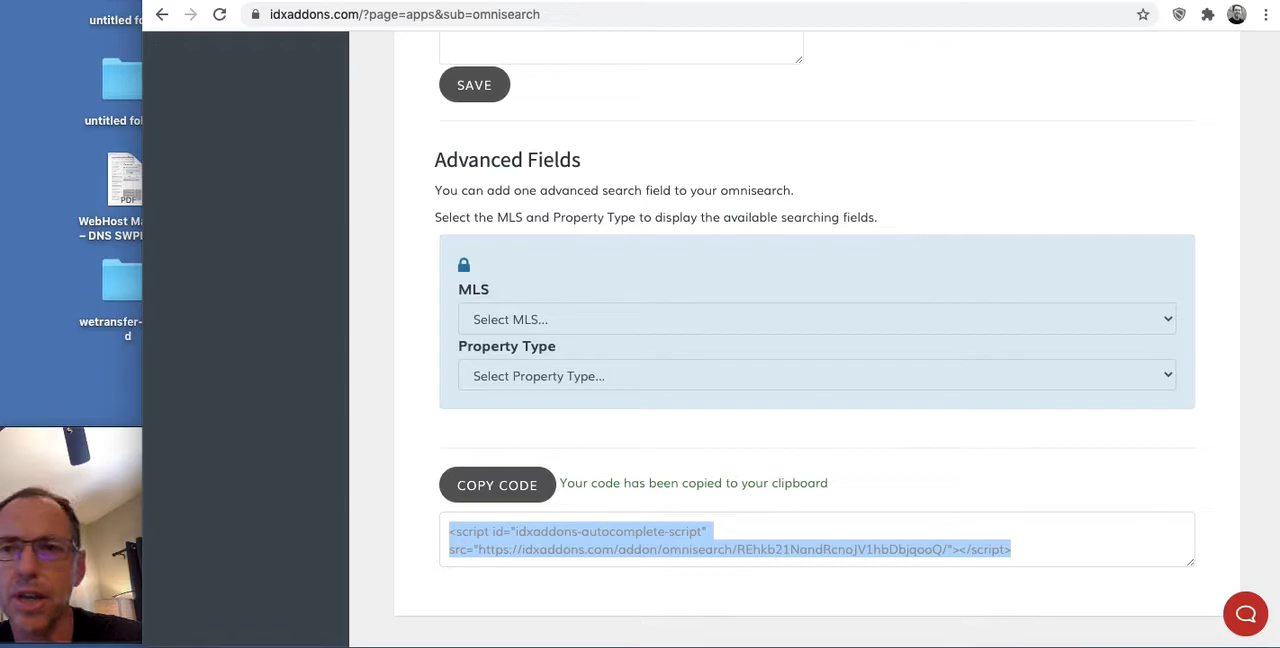 untitled fo
idxaddons.com/?page=apps&sub=omnisearch
untitled fo
PDF
WebHost Ma
– DNS SWP
wetransfer-
d
SAVE
Advanced Fields
You can add one advanced search field to your omnisearch.
Select the MLS and Property Type to display the available searching fields.
MLS
Select MLS...
Property Type
Select Property Type...
COPY CODE
Your code has been copied to your clipboard
<script id="idxaddons-autocomplete-script"
src="https://idxaddons.com/addon/omnisearch/REhkb21NandRcnoJV1hbDbjqooQ/"></script>